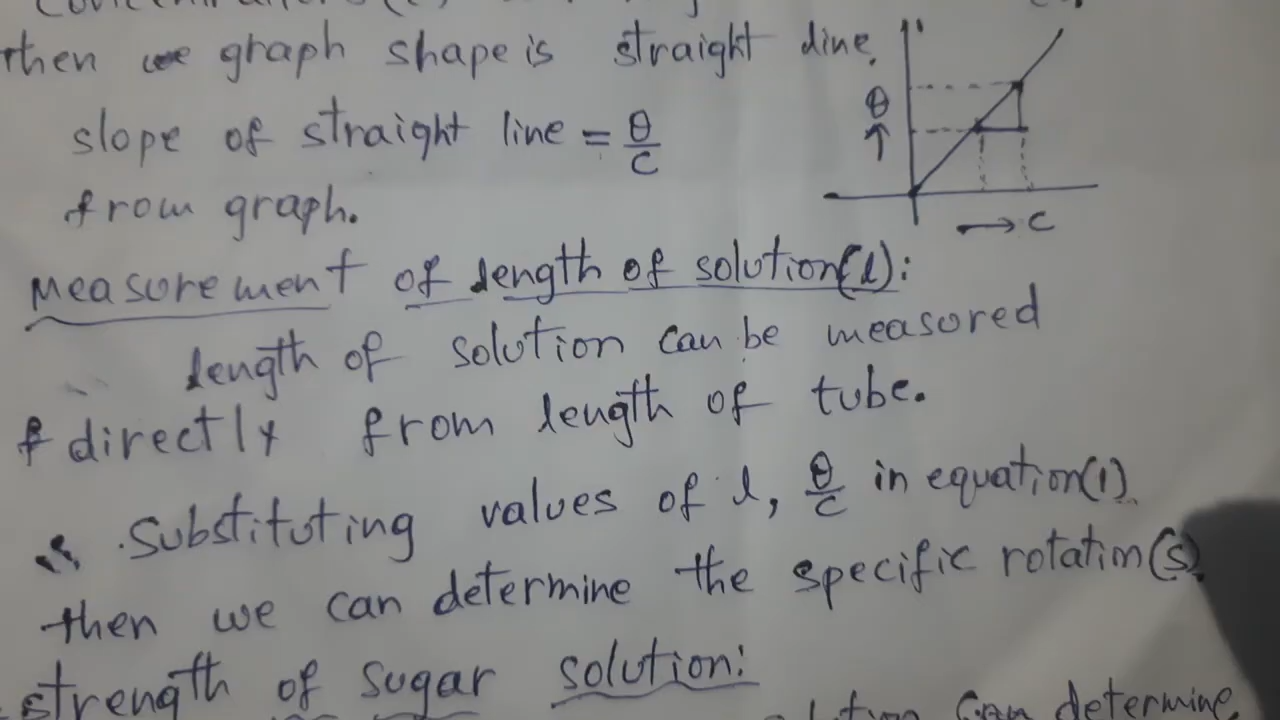 then we graph shape is straight line.
slope of straight line = θ/c
from graph.
θ
↑
→ c
Measurement of length of solution(l):
length of solution can be measured
directly from length of tube.
∴ Substituting values of l, θ/c in equation(1)
then we can determine the specific rotation(s)
strength of sugar solution:
can determine